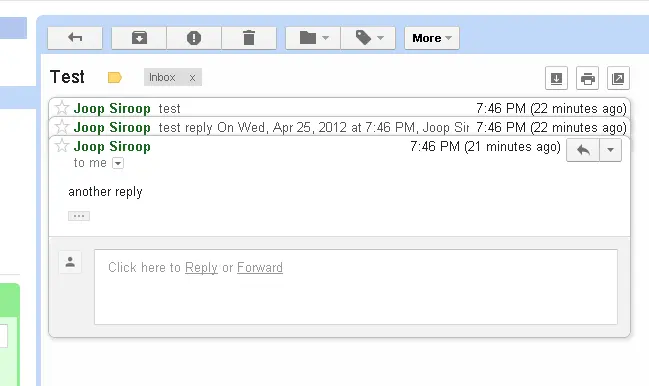 More
Test Inbox x
Joop Siroop test 7:46 PM (22 minutes ago)
Joop Siroop test reply On Wed, Apr 25, 2012 at 7:46 PM, Joop Sir 7:46 PM (22 minutes ago)
Joop Siroop 7:46 PM (21 minutes ago)
to me
another reply
Click here to Reply or Forward